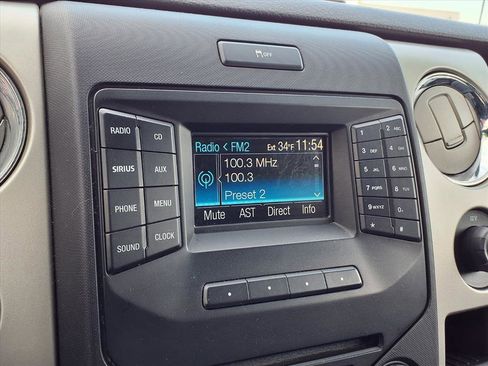 OFF
RADIO CD
SIRIUS AUX
PHONE MENU
SOUND CLOCK
Radio < FM2 Ext 34°F 11:54
100.3 MHz
100.3
Preset 2
Mute AST Direct Info
1 2 ABC
3 DEF 4 GHI
5 JKL 6 MNO
7 PQRS 8 TUV
9 WXYZ 0
* #
12V